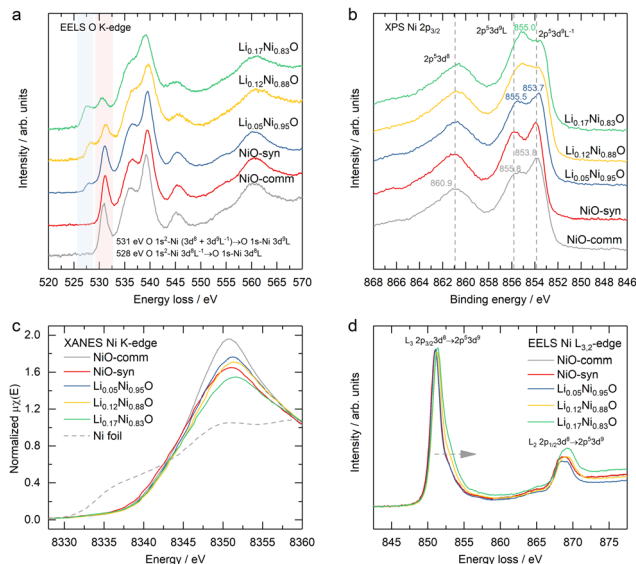 a
EELS O K-edge
Li0.17Ni0.83O
Li0.12Ni0.88O
Li0.05Ni0.95O
NiO-syn
NiO-comm
531 eV O 1s²-Ni (3d⁸ + 3d⁹L⁻¹)→O 1s-Ni 3d⁹L
528 eV O 1s²-Ni 3d⁸L⁻¹→O 1s-Ni 3d⁸L
520 525 530 535 540 545 550 555 560 565 570
Energy loss / eV
Intensity / arb. units
b
XPS Ni 2p3/2
2p⁵3d⁸
2p⁵3d⁹L
855.0
2p⁵3d⁹L⁻¹
Li0.17Ni0.83O
855.5
853.7
Li0.12Ni0.88O
Li0.05Ni0.95O
853.8
855.8
860.9
NiO-syn
NiO-comm
868 866 864 862 860 858 856 854 852 850 848 846
Binding energy / eV
Intensity / arb. units
c
XANES Ni K-edge
NiO-comm
NiO-syn
Li0.05Ni0.95O
Li0.12Ni0.88O
Li0.17Ni0.83O
Ni foil
2.0
1.6
1.2
0.8
0.4
0.0
8330 8335 8340 8345 8350 8355 8360
Energy / eV
Normalized μχ(E)
d
L3 2p3/23d⁸→2p⁵3d⁹
EELS Ni L3,2-edge
NiO-comm
NiO-syn
Li0.05Ni0.95O
Li0.12Ni0.88O
Li0.17Ni0.83O
L2 2p1/23d⁸→2p⁵3d⁹
845 850 855 860 865 870 875
Energy loss / eV
Intensity / arb. units